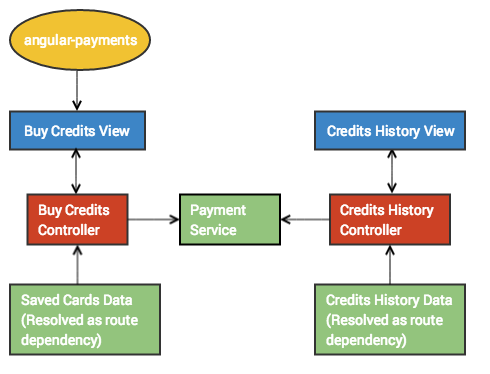 angular-payments
Buy Credits View
Credits History View
Buy Credits
Controller
Payment
Service
Credits History
Controller
Saved Cards Data
(Resolved as route
dependency)
Credits History Data
(Resolved as route
dependency)